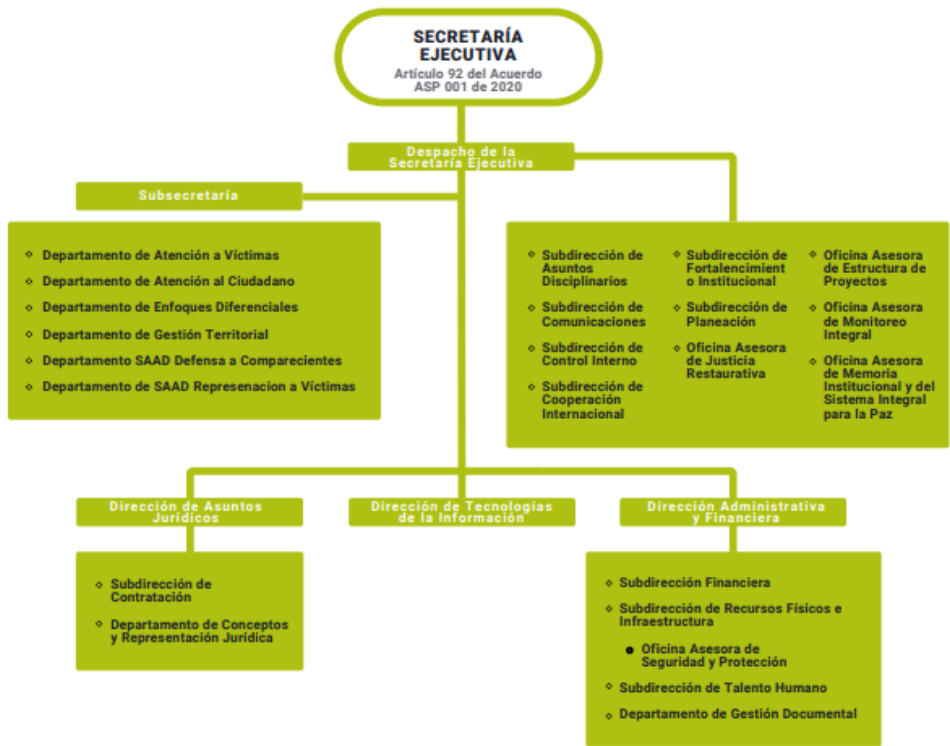 SECRETARÍA
EJECUTIVA
Artículo 92 del Acuerdo
ASP 001 de 2020
Despacho de la
Secretaría Ejecutiva
Subsecretaría
Departamento de Atención a Víctimas
Departamento de Atención al Ciudadano
Departamento de Enfoques Diferenciales
Departamento de Gestión Territorial
Departamento SAAD Defensa a Comparecientes
Departamento de SAAD Represenacion a Víctimas
Subdirección de
Asuntos
Disciplinarios
Subdirección de
Comunicaciones
Subdirección de
Control Interno
Subdirección de
Cooperación
Internacional
Subdirección de
Fortalencimient
o Institucional
Subdirección de
Planeación
Oficina Asesora
de Justicia
Restaurativa
Oficina Asesora
de Estructura de
Proyectos
Oficina Asesora
de Monitoreo
Integral
Oficina Asesora
de Memoria
Institucional y del
Sistema Integral
para la Paz
Dirección de Asuntos
Jurídicos
Subdirección de
Contratación
Departamento de Conceptos
y Representación Jurídica
Dirección de Tecnologías
de la Información
Dirección Administrativa
y Financiera
Subdirección Financiera
Subdirección de Recursos Físicos e
Infraestructura
Oficina Asesora de
Seguridad y Protección
Subdirección de Talento Humano
Departamento de Gestión Documental